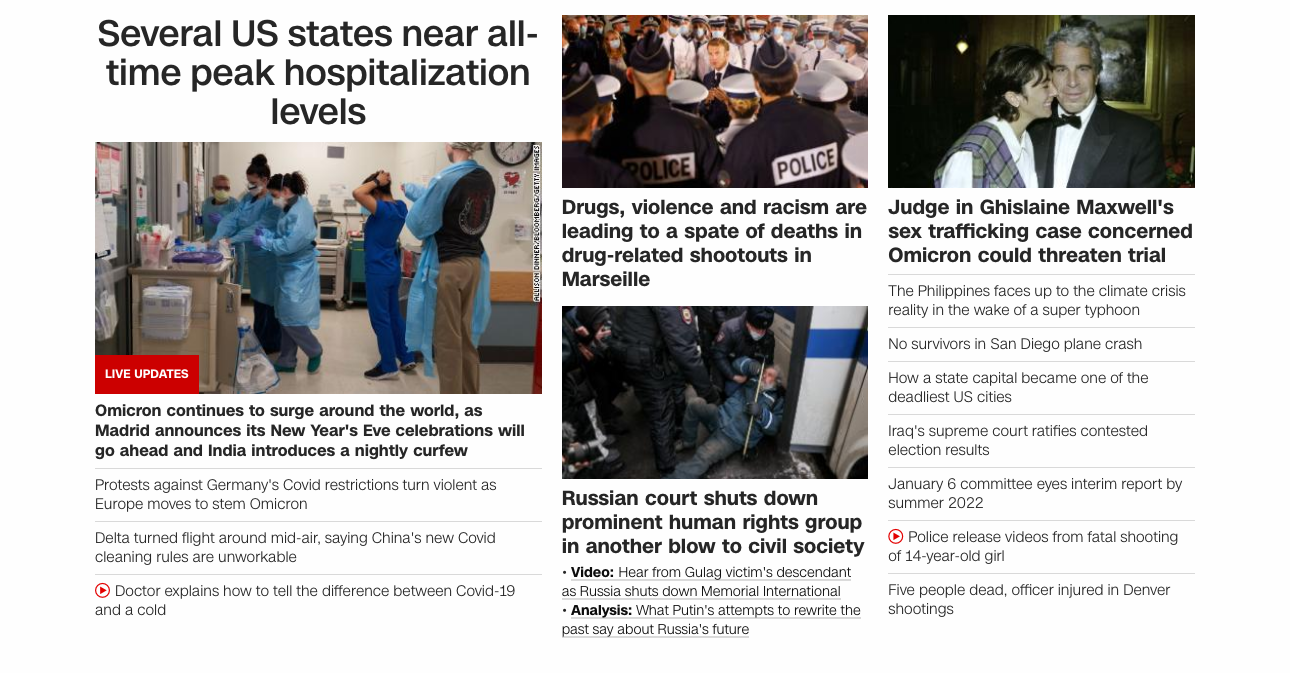 Several US states near all-
time peak hospitalization
levels
ALLISON DINNER/BLOOMBERG/GETTY IMAGES
LIVE UPDATES
Omicron continues to surge around the world, as
Madrid announces its New Year's Eve celebrations will
go ahead and India introduces a nightly curfew
Protests against Germany's Covid restrictions turn violent as
Europe moves to stem Omicron
Delta turned flight around mid-air, saying China's new Covid
cleaning rules are unworkable
Doctor explains how to tell the difference between Covid-19
and a cold
POLICE
POLICE
Drugs, violence and racism are
leading to a spate of deaths in
drug-related shootouts in
Marseille
Russian court shuts down
prominent human rights group
in another blow to civil society
• Video: Hear from Gulag victim's descendant
as Russia shuts down Memorial International
• Analysis: What Putin's attempts to rewrite the
past say about Russia's future
Judge in Ghislaine Maxwell's
sex trafficking case concerned
Omicron could threaten trial
The Philippines faces up to the climate crisis
reality in the wake of a super typhoon
No survivors in San Diego plane crash
How a state capital became one of the
deadliest US cities
Iraq's supreme court ratifies contested
election results
January 6 committee eyes interim report by
summer 2022
Police release videos from fatal shooting
of 14-year-old girl
Five people dead, officer injured in Denver
shootings